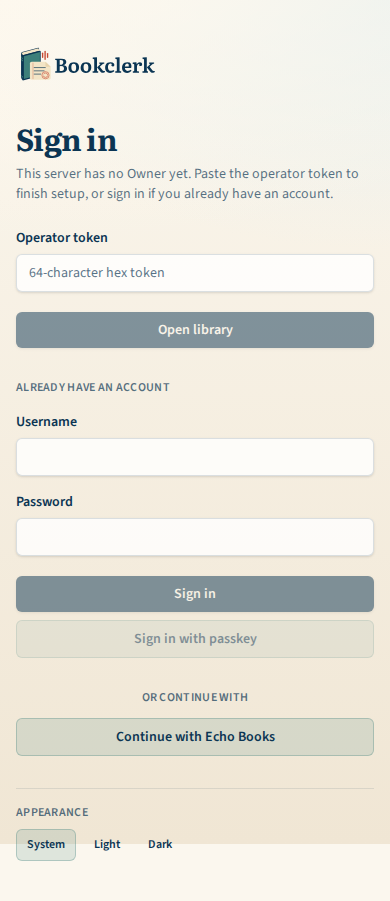 Bookclerk
Sign in
This server has no Owner yet. Paste the operator token to
finish setup, or sign in if you already have an account.
Operator token
64-character hex token
Open library
ALREADY HAVE AN ACCOUNT
Username
Password
Sign in
Sign in with passkey
OR CONTINUE WITH
Continue with Echo Books
APPEARANCE
System Light Dark